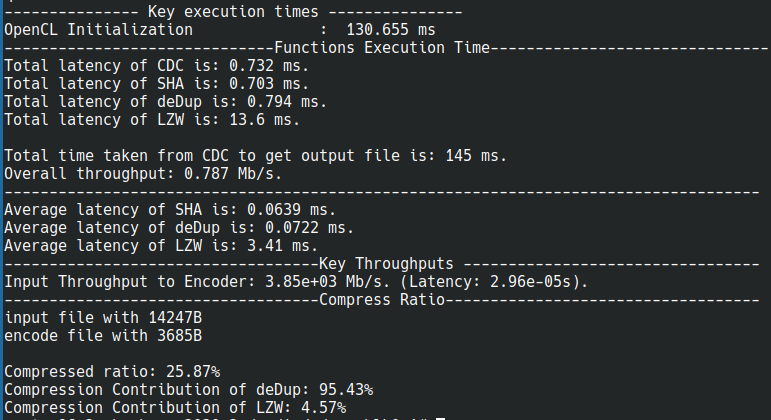 --------------- Key execution times ---------------
OpenCL Initialization              :  130.655 ms
------------------------------Functions Execution Time-------------------------------
Total latency of CDC is: 0.732 ms.
Total latency of SHA is: 0.703 ms.
Total latency of deDup is: 0.794 ms.
Total latency of LZW is: 13.6 ms.
Total time taken from CDC to get output file is: 145 ms.
Overall throughput: 0.787 Mb/s.
------------------------------------------------------------------------------------
Average latency of SHA is: 0.0639 ms.
Average latency of deDup is: 0.0722 ms.
Average latency of LZW is: 3.41 ms.
-----------------------------------Key Throughputs ---------------------------------
Input Throughput to Encoder: 3.85e+03 Mb/s. (Latency: 2.96e-05s).
-----------------------------------Compress Ratio-----------------------------------
input file with 14247B
encode file with 3685B
Compressed ratio: 25.87%
Compression Contribution of deDup: 95.43%
Compression Contribution of LZW: 4.57%